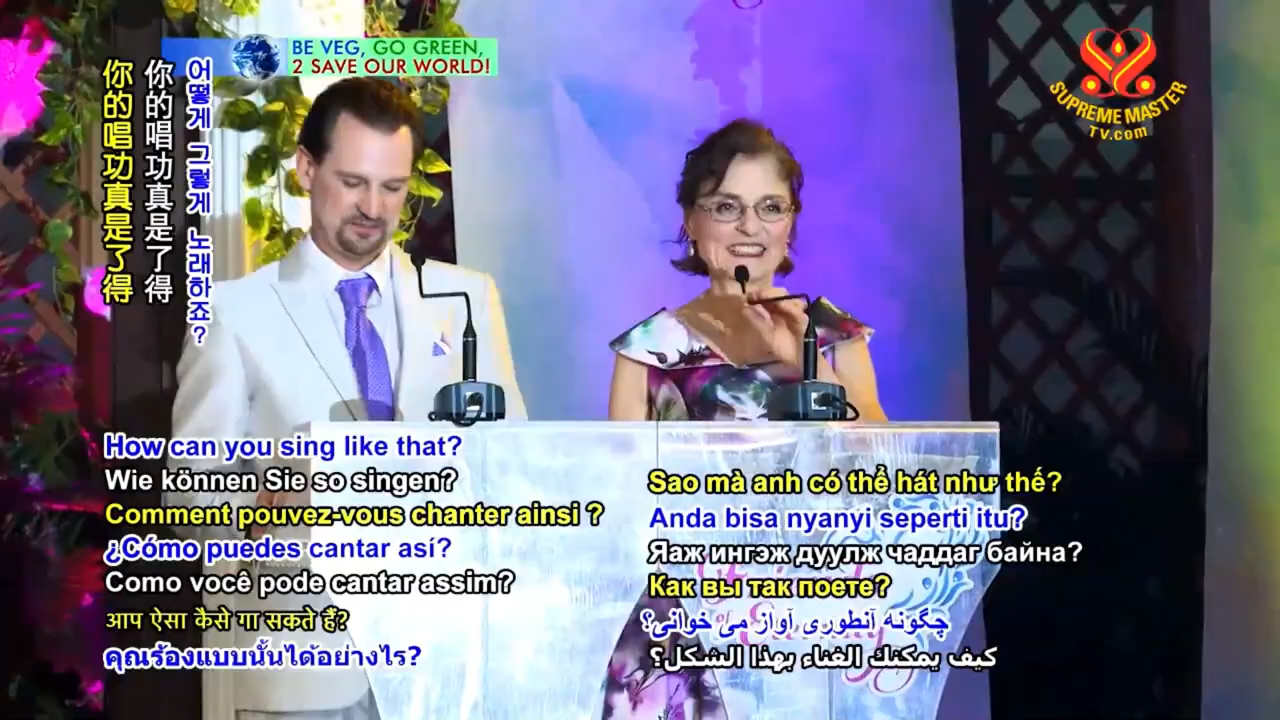 BE VEG, GO GREEN,
2 SAVE OUR WORLD!
SUPREME MASTER
TV.com
어떻게 그렇게 노래하죠?
你的唱功真是了得
你的唱功真是了得
How can you sing like that?
Wie können Sie so singen?
Comment pouvez-vous chanter ainsi ?
¿Cómo puedes cantar así?
Como você pode cantar assim?
आप ऐसा कैसे गा सकते हैं?
คุณร้องแบบนั้นได้อย่างไร?
Sao mà anh có thể hát như thế?
Anda bisa nyanyi seperti itu?
Яаж ингэж дуулж чаддаг байна?
Как вы так поете?
چگونه آنطوری آواز می خوانی؟
كيف يمكنك الغناء بهذا الشكل؟